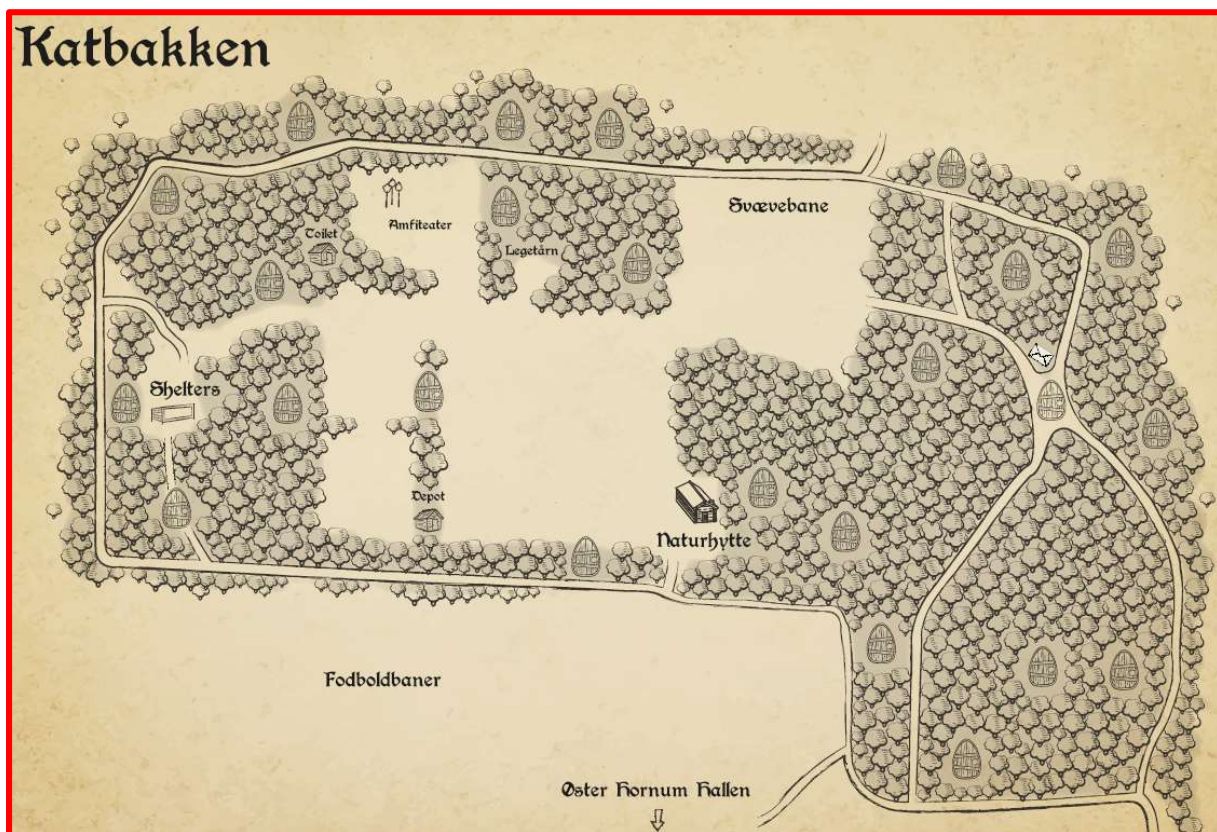 Katbakken
Svævebane
Amfiteater
Toilet
Legetårn
Shelters
Depot
Naturhytte
Fodboldbaner
Øster Hornum Hallen